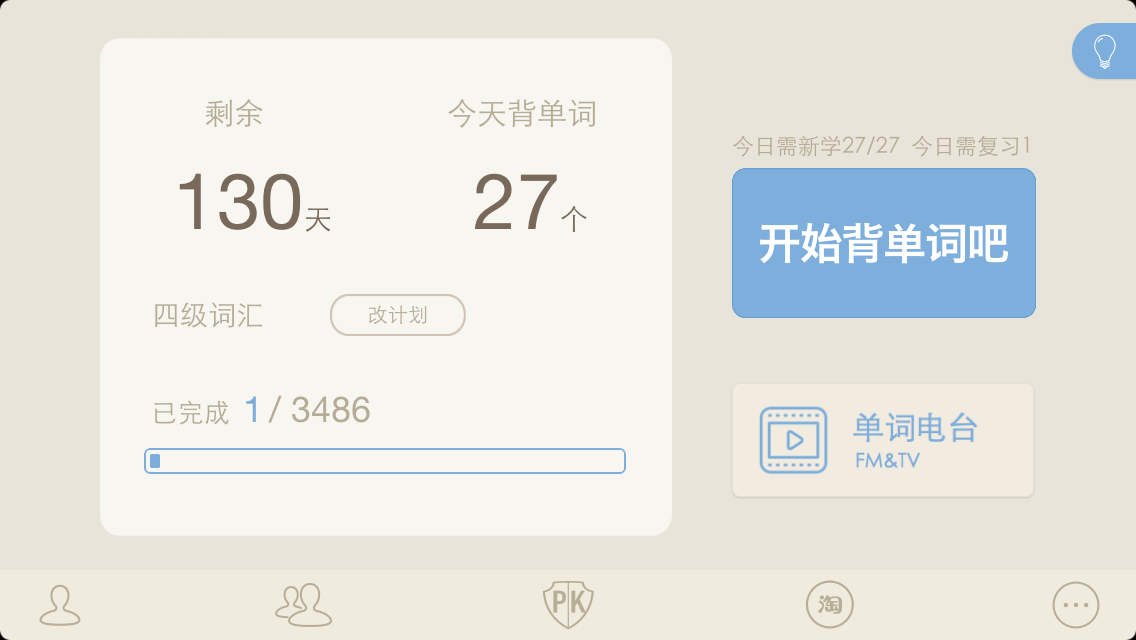 剩余
今天背单词
130天
27个
四级词汇
改计划
已完成 1/3486
今日需新学27/27 今日需复习1
开始背单词吧
单词电台
FM&TV
PK
淘